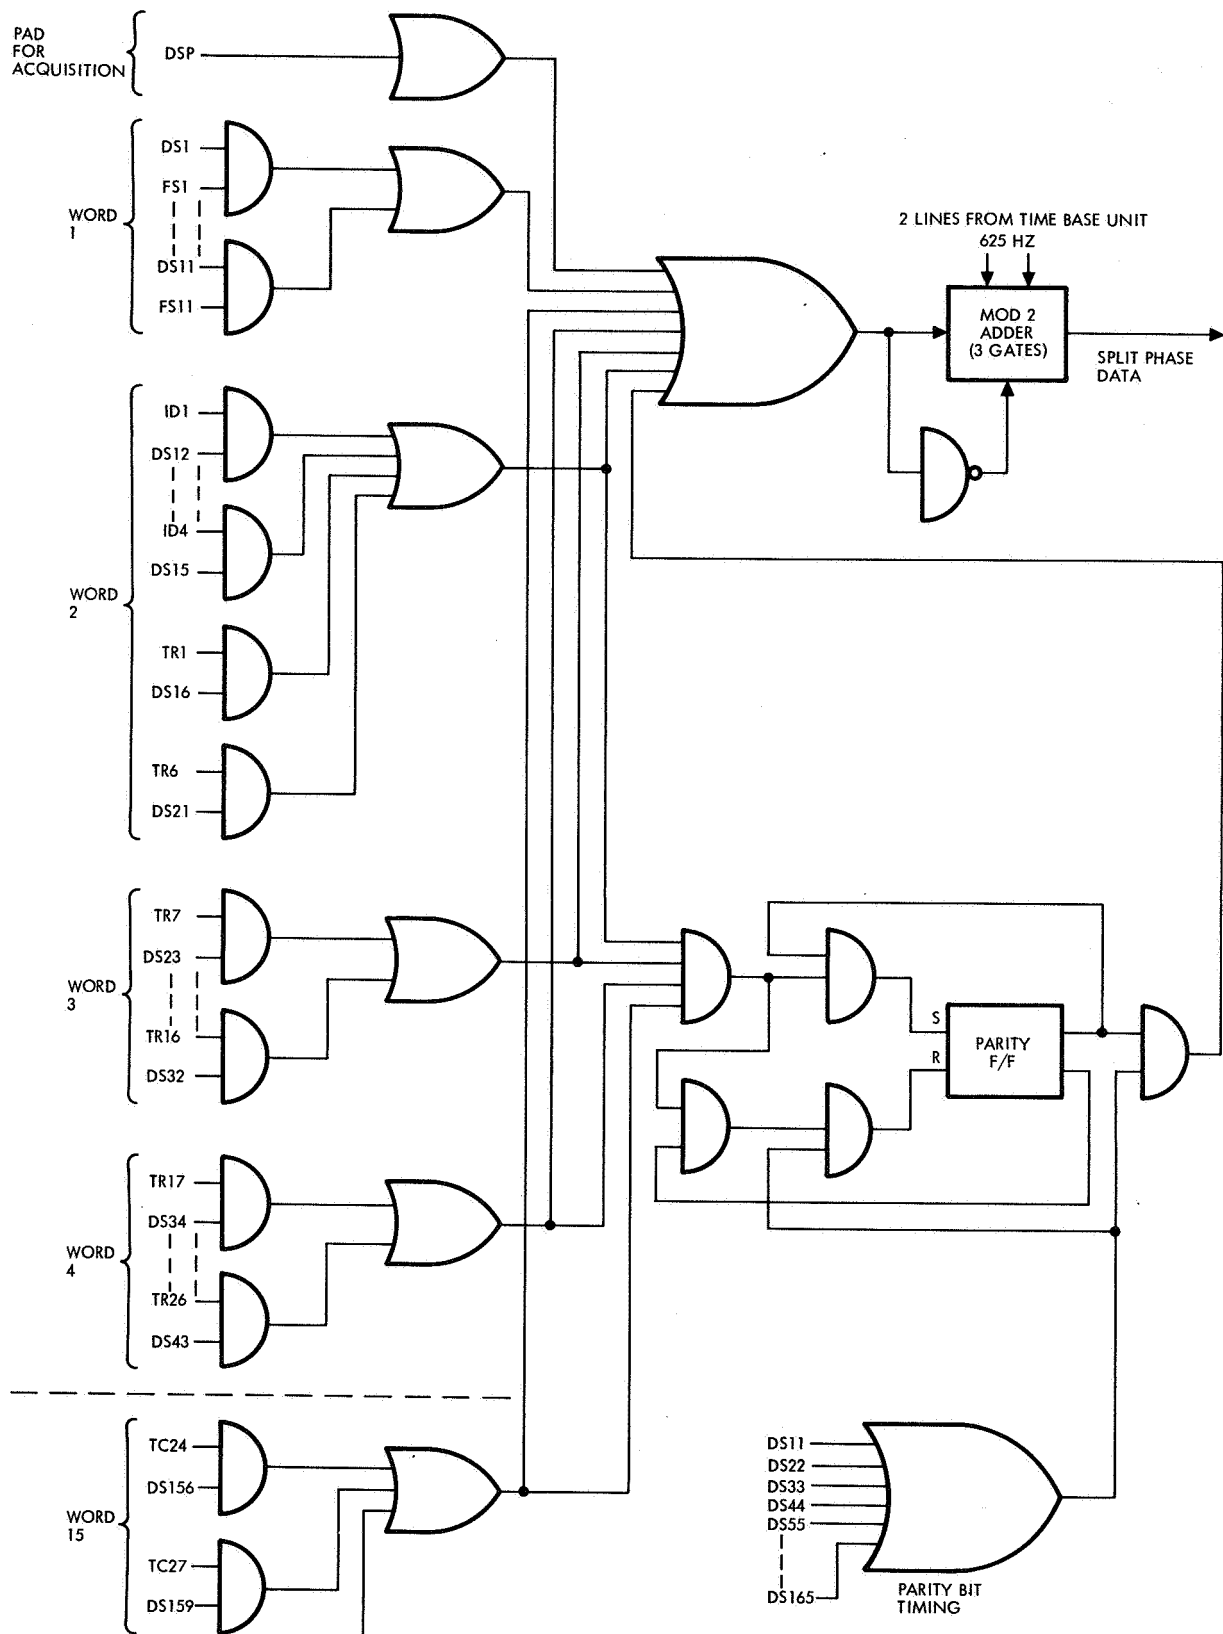 PAD
FOR
ACQUISITION
DSP
WORD
1
DS1
FS1
DS11
FS11
2 LINES FROM TIME BASE UNIT
625 HZ
MOD 2
ADDER
(3 GATES)
SPLIT PHASE
DATA
WORD
2
ID1
DS12
ID4
DS15
TR1
DS16
TR6
DS21
WORD
3
TR7
DS23
TR16
DS32
S
R
PARITY
F/F
WORD
4
TR17
DS34
TR26
DS43
WORD
15
TC24
DS156
TC27
DS159
DS11
DS22
DS33
DS44
DS55
DS165
PARITY BIT
TIMING